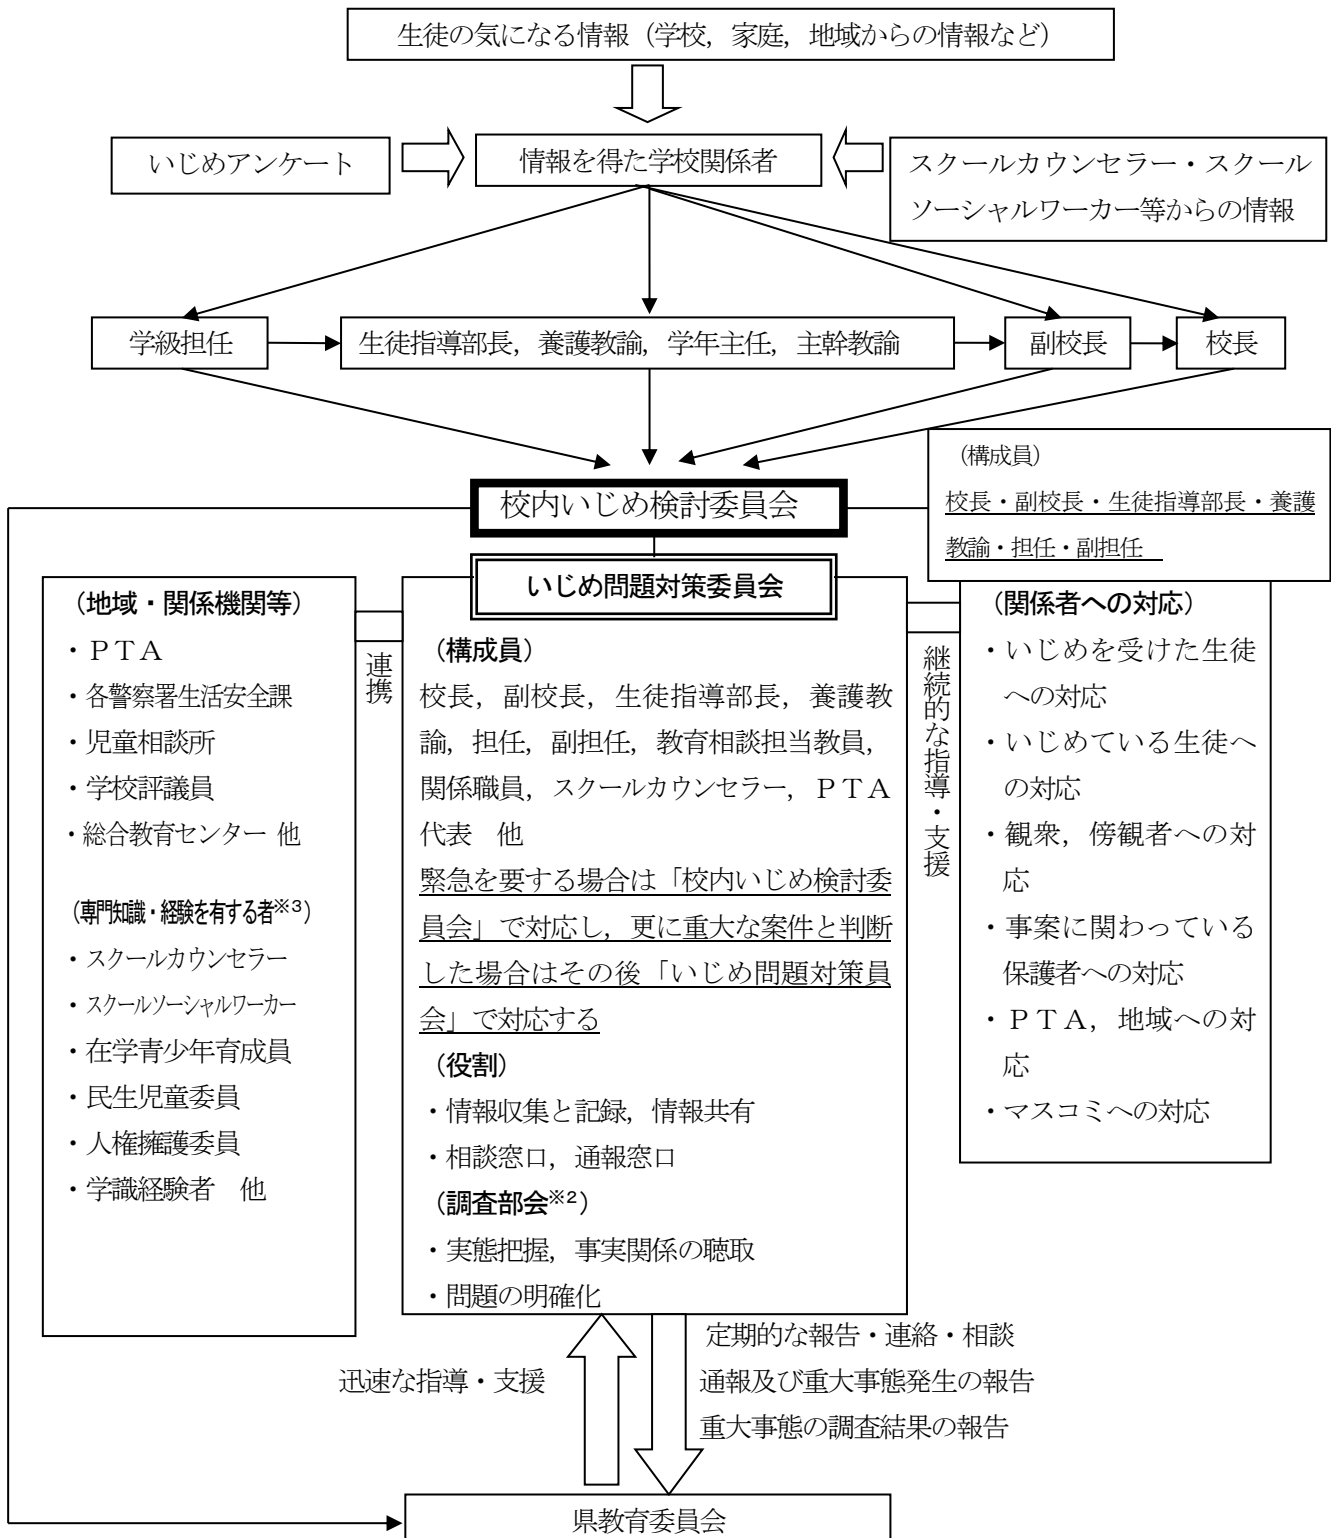 生徒の気になる情報（学校，家庭，地域からの情報など）
いじめアンケート
情報を得た学校関係者
スクールカウンセラー・スクール
ソーシャルワーカー等からの情報
学級担任
生徒指導部長，養護教諭，学年主任，主幹教諭
副校長
校長
校内いじめ検討委員会
（構成員）
校長・副校長・生徒指導部長・養護
教諭・担任・副担任
いじめ問題対策委員会
（地域・関係機関等）
・ＰＴＡ
・各警察署生活安全課
・児童相談所
・学校評議員
・総合教育センター 他
（専門知識・経験を有する者※3）
・スクールカウンセラー
・スクールソーシャルワーカー
・在学青少年育成員
・民生児童委員
・人権擁護委員
・学識経験者　他
連携
（構成員）
校長，副校長，生徒指導部長，養護教
諭，担任，副担任，教育相談担当教員，
関係職員，スクールカウンセラー，ＰＴＡ
代表　他
緊急を要する場合は「校内いじめ検討委
員会」で対応し，更に重大な案件と判断
した場合はその後「いじめ問題対策員
会」で対応する
（役割）
・情報収集と記録，情報共有
・相談窓口，通報窓口
（調査部会※2）
・実態把握，事実関係の聴取
・問題の明確化
継続的な指導・支援
（関係者への対応）
・いじめを受けた生徒
への対応
・いじめている生徒へ
の対応
・観衆，傍観者への対
応
・事案に関わっている
保護者への対応
・ＰＴＡ，地域への対
応
・マスコミへの対応
迅速な指導・支援
定期的な報告・連絡・相談
通報及び重大事態発生の報告
重大事態の調査結果の報告
県教育委員会